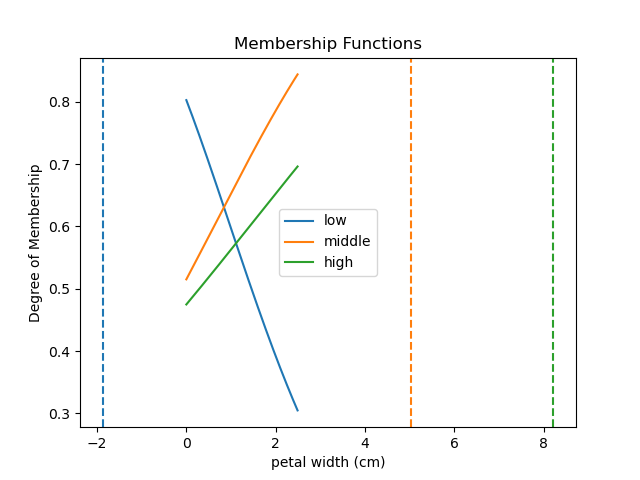 Membership Functions
Degree of Membership
0.8
0.7
0.6
0.5
0.4
0.3
low
middle
high
−2
0
2
4
6
8
petal width (cm)